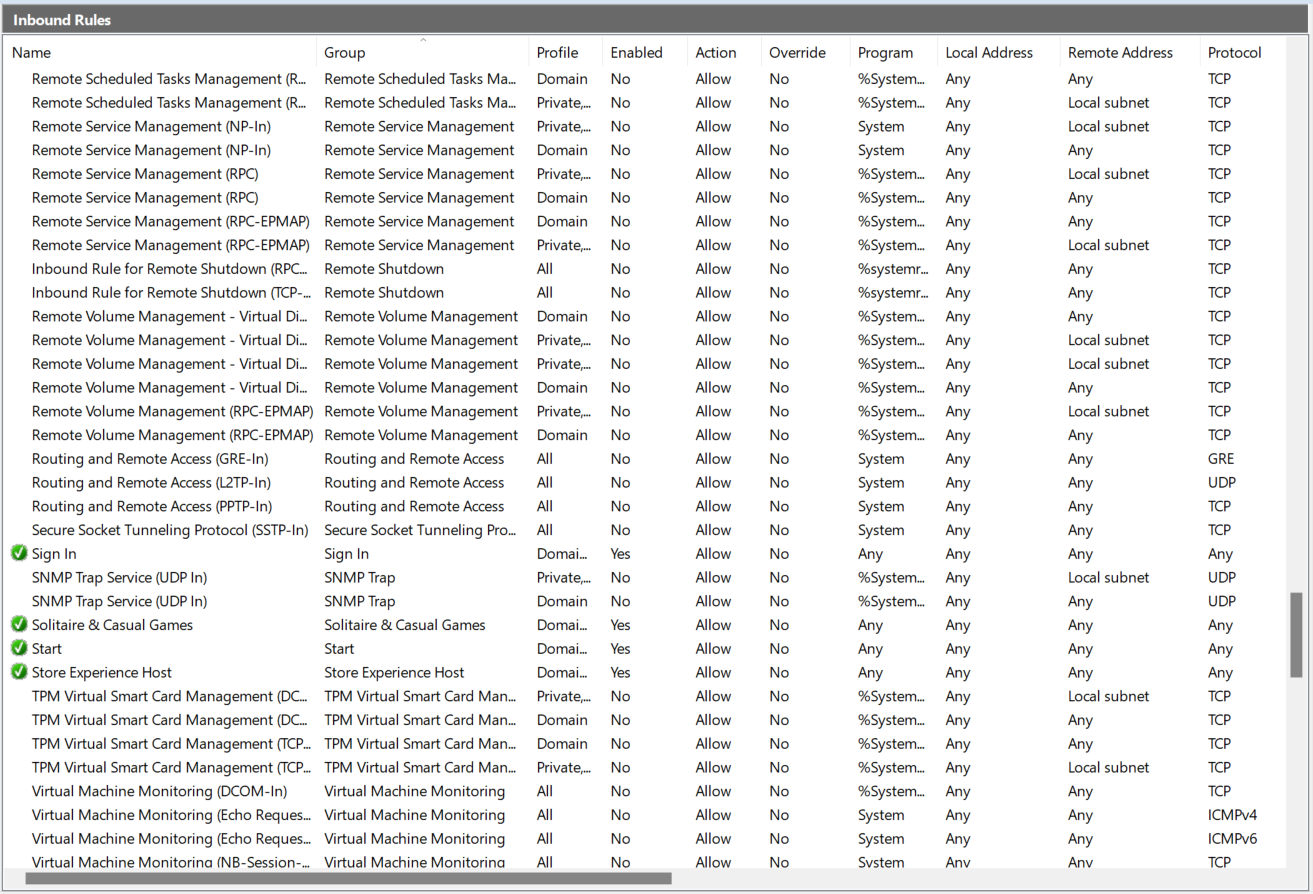 Inbound Rules
Name Group Profile Enabled Action Override Program Local Address Remote Address Protocol
Remote Scheduled Tasks Management (R... Remote Scheduled Tasks Ma... Domain No Allow No %System... Any Any TCP
Remote Scheduled Tasks Management (R... Remote Scheduled Tasks Ma... Private,... No Allow No %System... Any Local subnet TCP
Remote Service Management (NP-In) Remote Service Management Private,... No Allow No System Any Local subnet TCP
Remote Service Management (NP-In) Remote Service Management Domain No Allow No System Any Any TCP
Remote Service Management (RPC) Remote Service Management Private,... No Allow No %System... Any Local subnet TCP
Remote Service Management (RPC) Remote Service Management Domain No Allow No %System... Any Any TCP
Remote Service Management (RPC-EPMAP) Remote Service Management Domain No Allow No %System... Any Any TCP
Remote Service Management (RPC-EPMAP) Remote Service Management Private,... No Allow No %System... Any Local subnet TCP
Inbound Rule for Remote Shutdown (RPC... Remote Shutdown All No Allow No %systemr... Any Any TCP
Inbound Rule for Remote Shutdown (TCP-... Remote Shutdown All No Allow No %systemr... Any Any TCP
Remote Volume Management - Virtual Di... Remote Volume Management Domain No Allow No %System... Any Any TCP
Remote Volume Management - Virtual Di... Remote Volume Management Private,... No Allow No %System... Any Local subnet TCP
Remote Volume Management - Virtual Di... Remote Volume Management Private,... No Allow No %System... Any Local subnet TCP
Remote Volume Management - Virtual Di... Remote Volume Management Domain No Allow No %System... Any Any TCP
Remote Volume Management (RPC-EPMAP) Remote Volume Management Private,... No Allow No %System... Any Local subnet TCP
Remote Volume Management (RPC-EPMAP) Remote Volume Management Domain No Allow No %System... Any Any TCP
Routing and Remote Access (GRE-In) Routing and Remote Access All No Allow No System Any Any GRE
Routing and Remote Access (L2TP-In) Routing and Remote Access All No Allow No System Any Any UDP
Routing and Remote Access (PPTP-In) Routing and Remote Access All No Allow No System Any Any TCP
Secure Socket Tunneling Protocol (SSTP-In) Secure Socket Tunneling Pro... All No Allow No System Any Any TCP
Sign In Sign In Domai... Yes Allow No Any Any Any Any
SNMP Trap Service (UDP In) SNMP Trap Private,... No Allow No %System... Any Local subnet UDP
SNMP Trap Service (UDP In) SNMP Trap Domain No Allow No %System... Any Any UDP
Solitaire & Casual Games Solitaire & Casual Games Domai... Yes Allow No Any Any Any Any
Start Start Domai... Yes Allow No Any Any Any Any
Store Experience Host Store Experience Host Domai... Yes Allow No Any Any Any Any
TPM Virtual Smart Card Management (DC... TPM Virtual Smart Card Man... Private,... No Allow No %System... Any Local subnet TCP
TPM Virtual Smart Card Management (DC... TPM Virtual Smart Card Man... Domain No Allow No %System... Any Any TCP
TPM Virtual Smart Card Management (TCP... TPM Virtual Smart Card Man... Domain No Allow No %System... Any Any TCP
TPM Virtual Smart Card Management (TCP... TPM Virtual Smart Card Man... Private,... No Allow No %System... Any Local subnet TCP
Virtual Machine Monitoring (DCOM-In) Virtual Machine Monitoring All No Allow No %System... Any Any TCP
Virtual Machine Monitoring (Echo Reques... Virtual Machine Monitoring All No Allow No System Any Any ICMPv4
Virtual Machine Monitoring (Echo Reques... Virtual Machine Monitoring All No Allow No System Any Any ICMPv6
Virtual Machine Monitoring (NB-Session-... Virtual Machine Monitoring All No Allow No System Any Any TCP